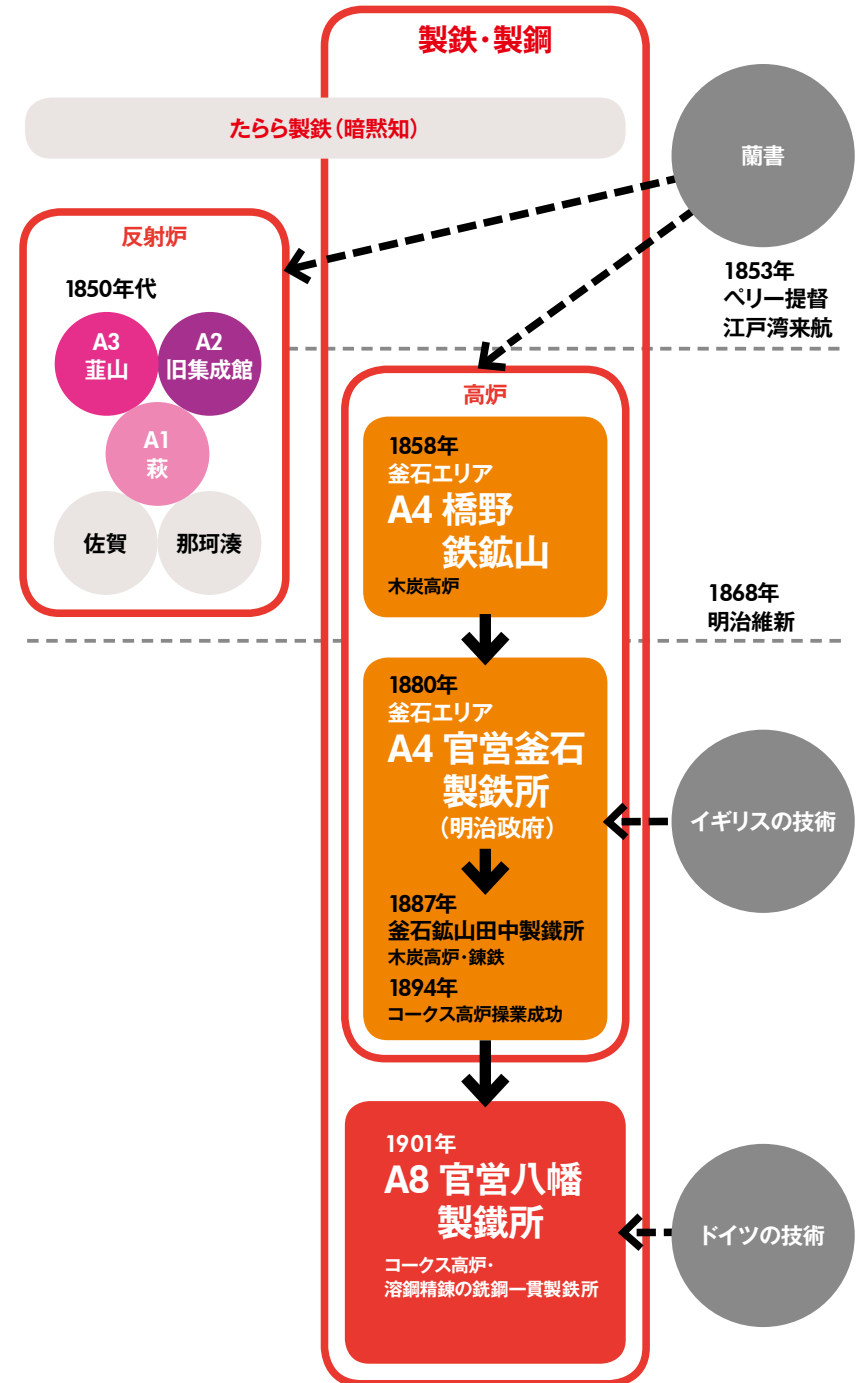 製鉄・製鋼
たらら製鉄（暗黙知）
蘭書
反射炉
1850年代
A3
韮山
A2
旧集成館
A1
萩
佐賀
那珂湊
1853年
ペリー提督
江戸湾来航
高炉
1858年
釜石エリア
A4 橋野
鉄鉱山
木炭高炉
1868年
明治維新
1880年
釜石エリア
A4 官営釜石
製鉄所
（明治政府）
イギリスの技術
1887年
釜石鉱山田中製鐵所
木炭高炉・錬鉄
1894年
コークス高炉操業成功
1901年
A8 官営八幡
製鐵所
コークス高炉・
溶鋼精錬の銑鋼一貫製鉄所
ドイツの技術